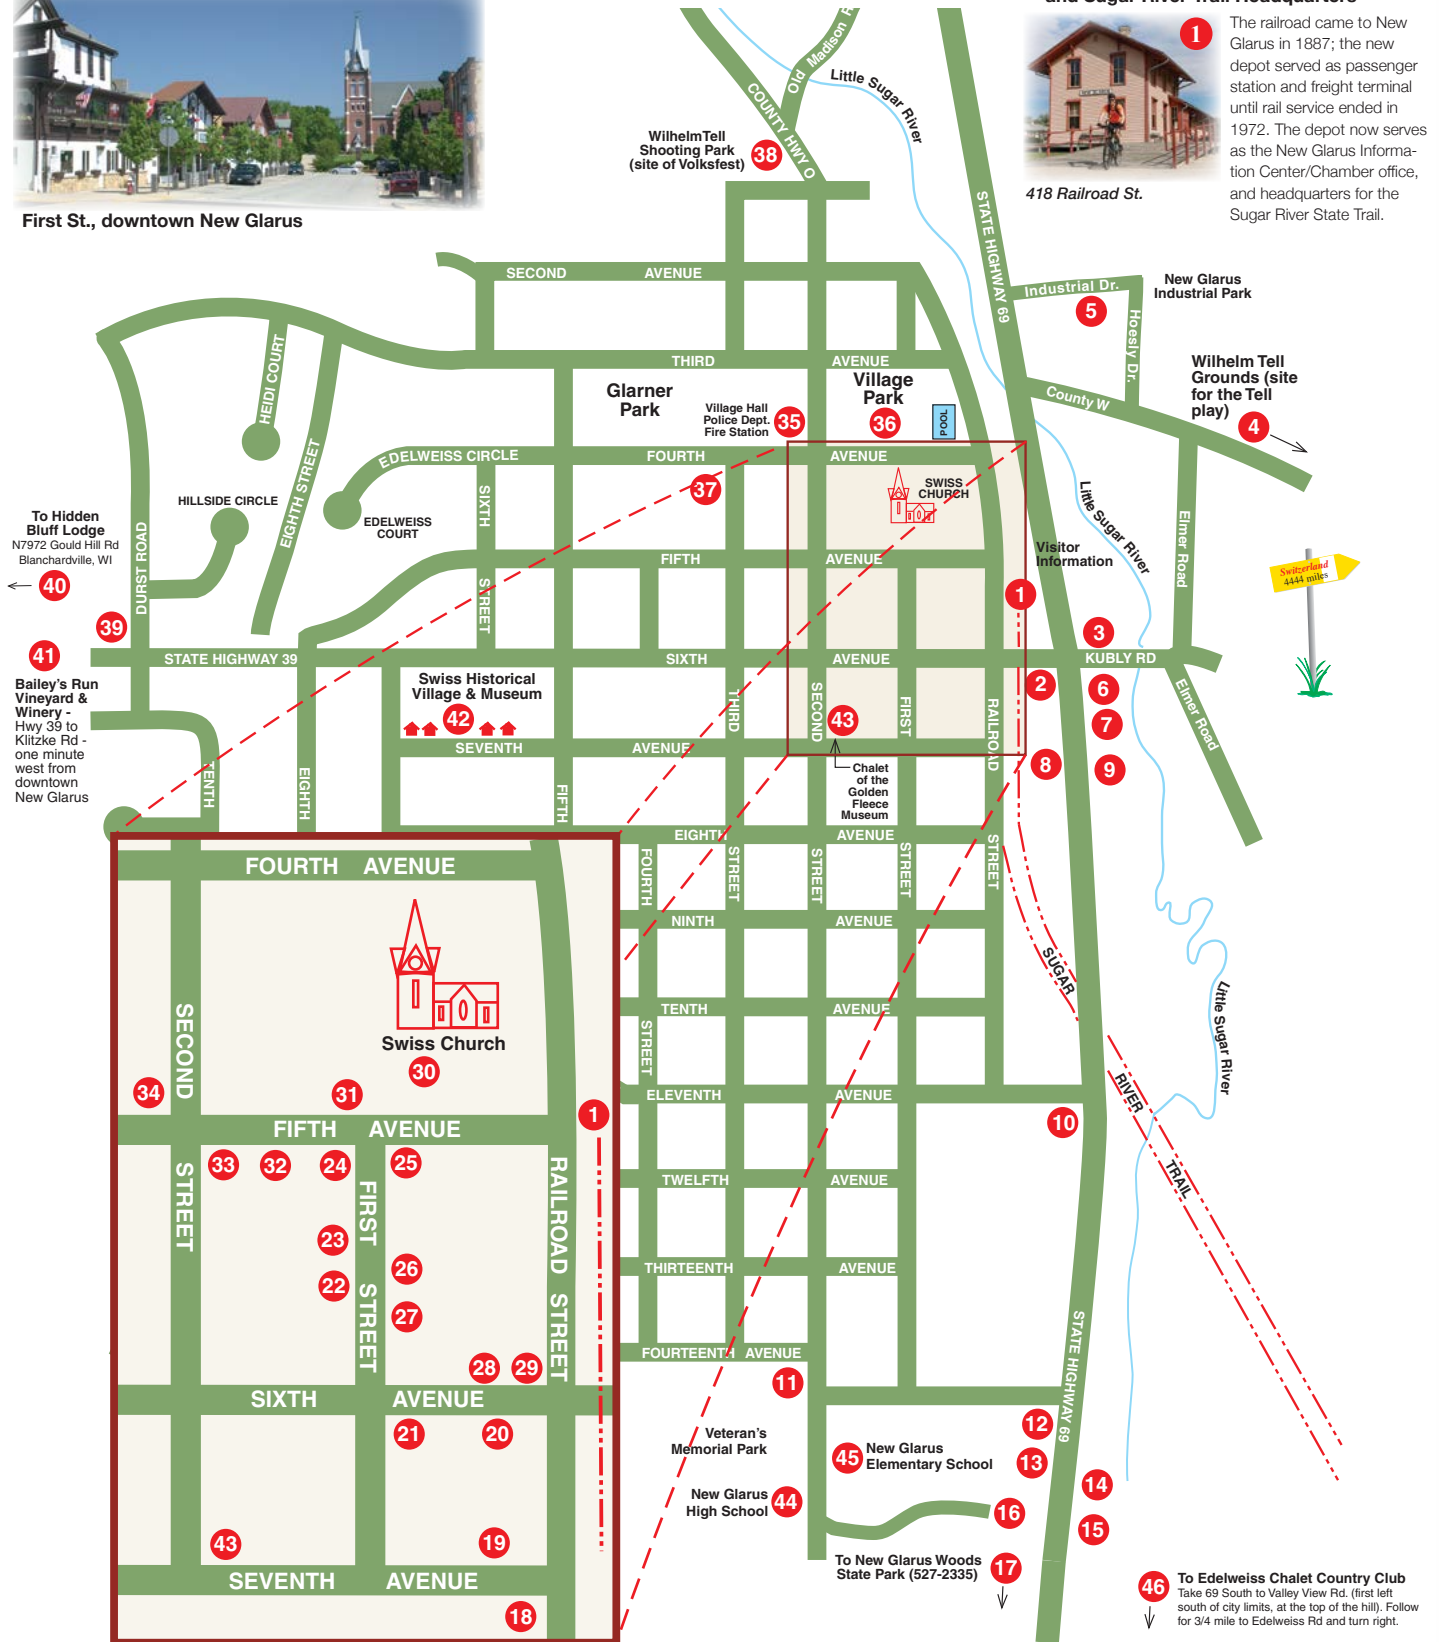 and Sugar River Trail Headquarters
1
The railroad came to New
Glarus in 1887; the new
depot served as passenger
station and freight terminal
until rail service ended in
1972. The depot now serves
as the New Glarus Informa-
tion Center/Chamber office,
and headquarters for the
Sugar River State Trail.
418 Railroad St.
First St., downtown New Glarus
Old Madison
COUNTY HWY O
Little Sugar River
WilhelmTell
Shooting Park
(site of Volksfest)
38
STATE HIGHWAY 69
SECOND AVENUE
Industrial Dr.
5
Hoesly Dr.
New Glarus
Industrial Park
HEIDI COURT
THIRD AVENUE
Glarner
Park
Village
Park
36
POOL
Village Hall
Police Dept.
Fire Station
35
County W
Wilhelm Tell
Grounds (site
for the Tell
play)
4
EIGHTH STREET
EDELWEISS CIRCLE
FOURTH AVENUE
37
SWISS
CHURCH
HILLSIDE CIRCLE
EDELWEISS
COURT
SIXTH
STREET
To Hidden
Bluff Lodge
N7972 Gould Hill Rd
Blanchardville, WI
40
DURST ROAD
Little Sugar River
Elmer Road
Visitor
Information
FIFTH AVENUE
1
Switzerland
4444 miles
39
3
41
STATE HIGHWAY 39
SIXTH AVENUE
KUBLY RD
Bailey's Run
Vineyard &
Winery -
Hwy 39 to
Klitzke Rd -
one minute
west from
downtown
New Glarus
Swiss Historical
Village & Museum
42
THIRD
SECOND
43
FIRST
RAILROAD
2
6
7
8
9
Elmer Road
SEVENTH AVENUE
Chalet
of the
Golden
Fleece
Museum
TENTH
EIGHTH
FIFTH
EIGHTH AVENUE
FOURTH
STREET
STREET
STREET
STREET
NINTH AVENUE
SUGAR
Little Sugar River
TENTH AVENUE
STREET
RIVER
ELEVENTH AVENUE
10
TRAIL
TWELFTH AVENUE
THIRTEENTH AVENUE
STATE HIGHWAY 69
FOURTEENTH AVENUE
11
12
Veteran's
Memorial Park
45
New Glarus
Elementary School
13
14
New Glarus
High School
44
16
15
To New Glarus Woods
State Park (527-2335)
17
46
To Edelweiss Chalet Country Club
Take 69 South to Valley View Rd. (first left
south of city limits, at the top of the hill). Follow
for 3/4 mile to Edelweiss Rd and turn right.
FOURTH AVENUE
SECOND
Swiss Church
30
34
31
1
FIFTH AVENUE
STREET
33
32
24
25
FIRST
RAILROAD
23
26
22
STREET
STREET
27
28
29
SIXTH AVENUE
21
20
43
19
SEVENTH AVENUE
18